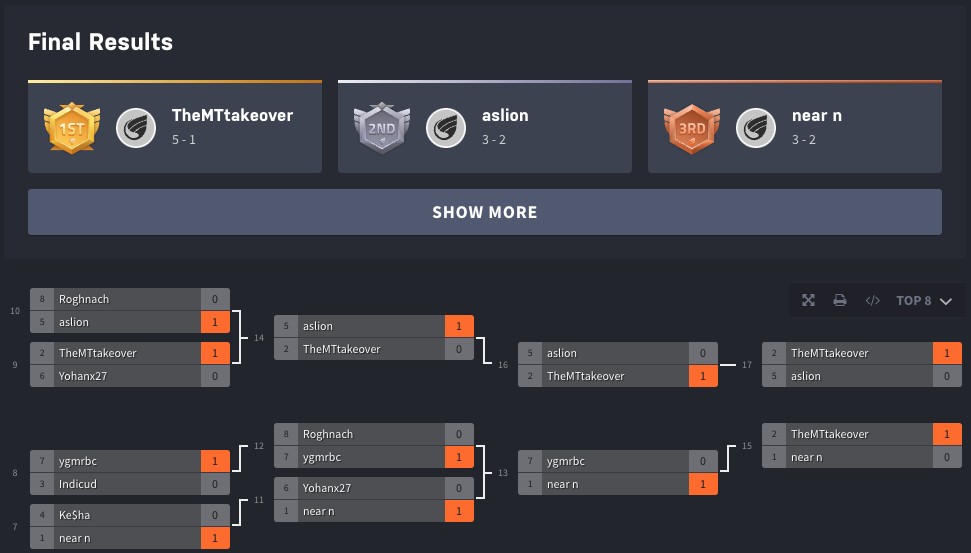 Final Results
1ST
TheMTtakeover
5 - 1
2ND
aslion
3 - 2
3RD
near n
3 - 2
SHOW MORE
</> TOP 8
10
8 Roghnach 0
5 aslion 1
9
2 TheMTtakeover 1
6 Yohanx27 0
14
5 aslion 1
2 TheMTtakeover 0
16
5 aslion 0
2 TheMTtakeover 1
17
2 TheMTtakeover 1
5 aslion 0
8
7 ygmrbc 1
3 Indicud 0
7
4 Ke$ha 0
1 near n 1
12
8 Roghnach 0
7 ygmrbc 1
11
6 Yohanx27 0
1 near n 1
13
7 ygmrbc 0
1 near n 1
15
2 TheMTtakeover 1
1 near n 0